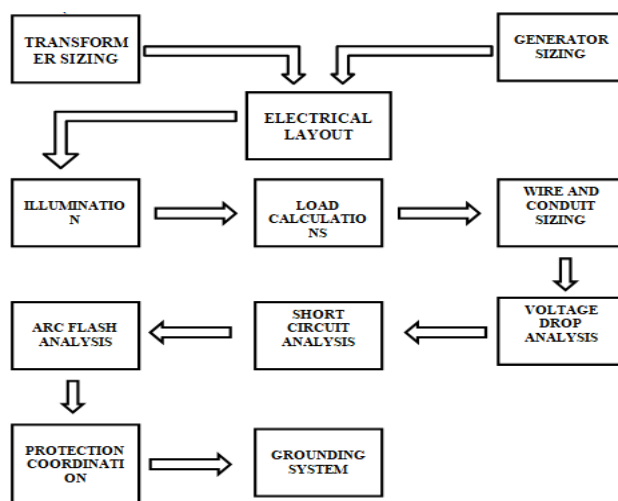 TRANSFORM
ER SIZING
GENERATOR
SIZING
ELECTRICAL
LAYOUT
ILLUMINATIO
N
LOAD
CALCULATIO
NS
WIRE AND
CONDUIT
SIZING
VOLTAGE
DROP
ANALYSIS
SHORT
CIRCUIT
ANALYSIS
ARC FLASH
ANALYSIS
PROTECTION
COORDINATI
ON
GROUNDING
SYSTEM